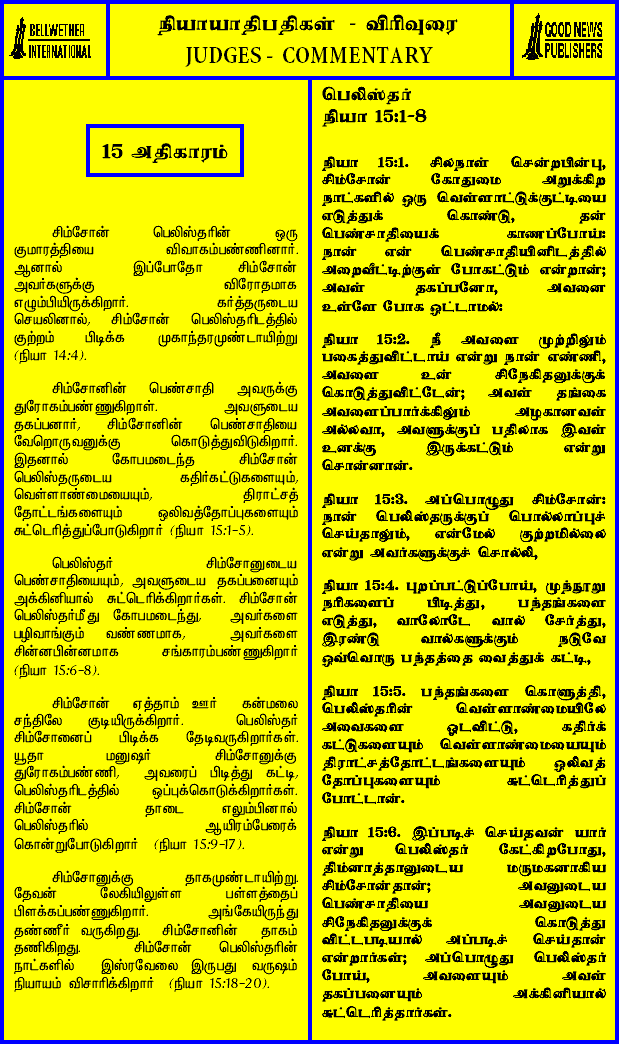 BELLWETHER
INTERNATIONAL
நியாயாதிபதிகள் - விரிவுரை
JUDGES - COMMENTARY
GOOD NEWS
PUBLISHERS
15 அதிகாரம்
சிம்சோன் பெலிஸ்தரின் ஒரு
குமாரத்தியை விவாகம்பண்ணினார்.
ஆனால் இப்போதோ சிம்சோன்
அவர்களுக்கு விரோதமாக
எழும்பியிருக்கிறார். கர்த்தருடைய
செயலினால், சிம்சோன் பெலிஸ்தரிடத்தில்
குற்றம் பிடிக்க முகாந்தரமுண்டாயிற்று
(நியா 14:4).
சிம்சோனின் பெண்சாதி அவருக்கு
துரோகம்பண்ணுகிறாள். அவளுடைய
தகப்பனார், சிம்சோனின் பெண்சாதியை
வேறொருவனுக்கு கொடுத்துவிடுகிறார்.
இதனால் கோபமடைந்த சிம்சோன்
பெலிஸ்தருடைய கதிர்கட்டுகளையும்,
வெள்ளாண்மையையும், திராட்சத்
தோட்டங்களையும் ஒலிவத்தோப்புகளையும்
சுட்டெரித்துப்போடுகிறார் (நியா 15:1-5).
பெலிஸ்தர் சிம்சோனுடைய
பெண்சாதியையும், அவளுடைய தகப்பனையும்
அக்கினியால் சுட்டெரிக்கிறார்கள். சிம்சோன்
பெலிஸ்தர்மீது கோபமடைந்து, அவர்களை
பழிவாங்கும் வண்ணமாக, அவர்களை
சின்னபின்னமாக சங்காரம்பண்ணுகிறார்
(நியா 15:6-8).
சிம்சோன் ஏத்தாம் ஊர் கன்மலை
சந்திலே குடியிருக்கிறார். பெலிஸ்தர்
சிம்சோனைப் பிடிக்க தேடிவருகிறார்கள்.
யூதா மனுஷர் சிம்சோனுக்கு
துரோகம்பண்ணி, அவரைப் பிடித்து கட்டி,
பெலிஸ்தரிடத்தில் ஒப்புக்கொடுக்கிறார்கள்.
சிம்சோன் தாடை எலும்பினால்
பெலிஸ்தரில் ஆயிரம்பேரைக்
கொன்றுபோடுகிறார் (நியா 15:9-17).
சிம்சோனுக்கு தாகமுண்டாயிற்று.
தேவன் லேகியிலுள்ள பள்ளத்தைப்
பிளக்கப்பண்ணுகிறார். அங்கேயிருந்து
தண்ணீர் வருகிறது. சிம்சோனின் தாகம்
தணிகிறது. சிம்சோன் பெலிஸ்தரின்
நாட்களில் இஸ்ரவேலை இருபது வருஷம்
நியாயம் விசாரிக்கிறார் (நியா 15:18-20).
பெலிஸ்தர்
நியா 15:1-8
நியா 15:1. சிலநாள் சென்றபின்பு,
சிம்சோன் கோதுமை அறுக்கிற
நாட்களில் ஒரு வெள்ளாட்டுக்குட்டியை
எடுத்துக் கொண்டு, தன்
பெண்சாதியைக் காணப்போய்:
நான் என் பெண்சாதியினிடத்தில்
அறைவீட்டிற்குள் போகட்டும் என்றான்;
அவள் தகப்பனோ, அவனை
உள்ளே போக ஒட்டாமல்:
நியா 15:2. நீ அவளை முற்றிலும்
பகைத்துவிட்டாய் என்று நான் எண்ணி,
அவளை உன் சிநேகிதனுக்குக்
கொடுத்துவிட்டேன்; அவள் தங்கை
அவளைப்பார்க்கிலும் அழகானவள்
அல்லவா, அவளுக்குப் பதிலாக இவள்
உனக்கு இருக்கட்டும் என்று
சொன்னான்.
நியா 15:3. அப்பொழுது சிம்சோன்:
நான் பெலிஸ்தருக்குப் பொல்லாப்புச்
செய்தாலும், என்மேல் குற்றமில்லை
என்று அவர்களுக்குச் சொல்லி,
நியா 15:4. புறப்பட்டுப்போய், முந்நூறு
நரிகளைப் பிடித்து, பந்தங்களை
எடுத்து, வாலோடே வால் சேர்த்து,
இரண்டு வால்களுக்கும் நடுவே
ஒவ்வொரு பந்தத்தை வைத்துக் கட்டி,
நியா 15:5. பந்தங்களை கொளுத்தி,
பெலிஸ்தரின் வெள்ளாண்மையிலே
அவைகளை ஓடவிட்டு, கதிர்க்
கட்டுகளையும் வெள்ளாண்மையையும்
திராட்சத்தோட்டங்களையும் ஒலிவத்
தோப்புகளையும் சுட்டெரித்துப்
போட்டான்.
நியா 15:6. இப்படிச் செய்தவன் யார்
என்று பெலிஸ்தர் கேட்கிறபோது,
திம்னாத்தானுடைய மருமகனாகிய
சிம்சோன்தான்; அவனுடைய
பெண்சாதியை அவனுடைய
சிநேகிதனுக்குக் கொடுத்து
விட்டபடியால் அப்படிச் செய்தான்
என்றார்கள்; அப்பொழுது பெலிஸ்தர்
போய், அவளையும் அவள்
தகப்பனையும் அக்கினியால்
சுட்டெரித்தார்கள்.